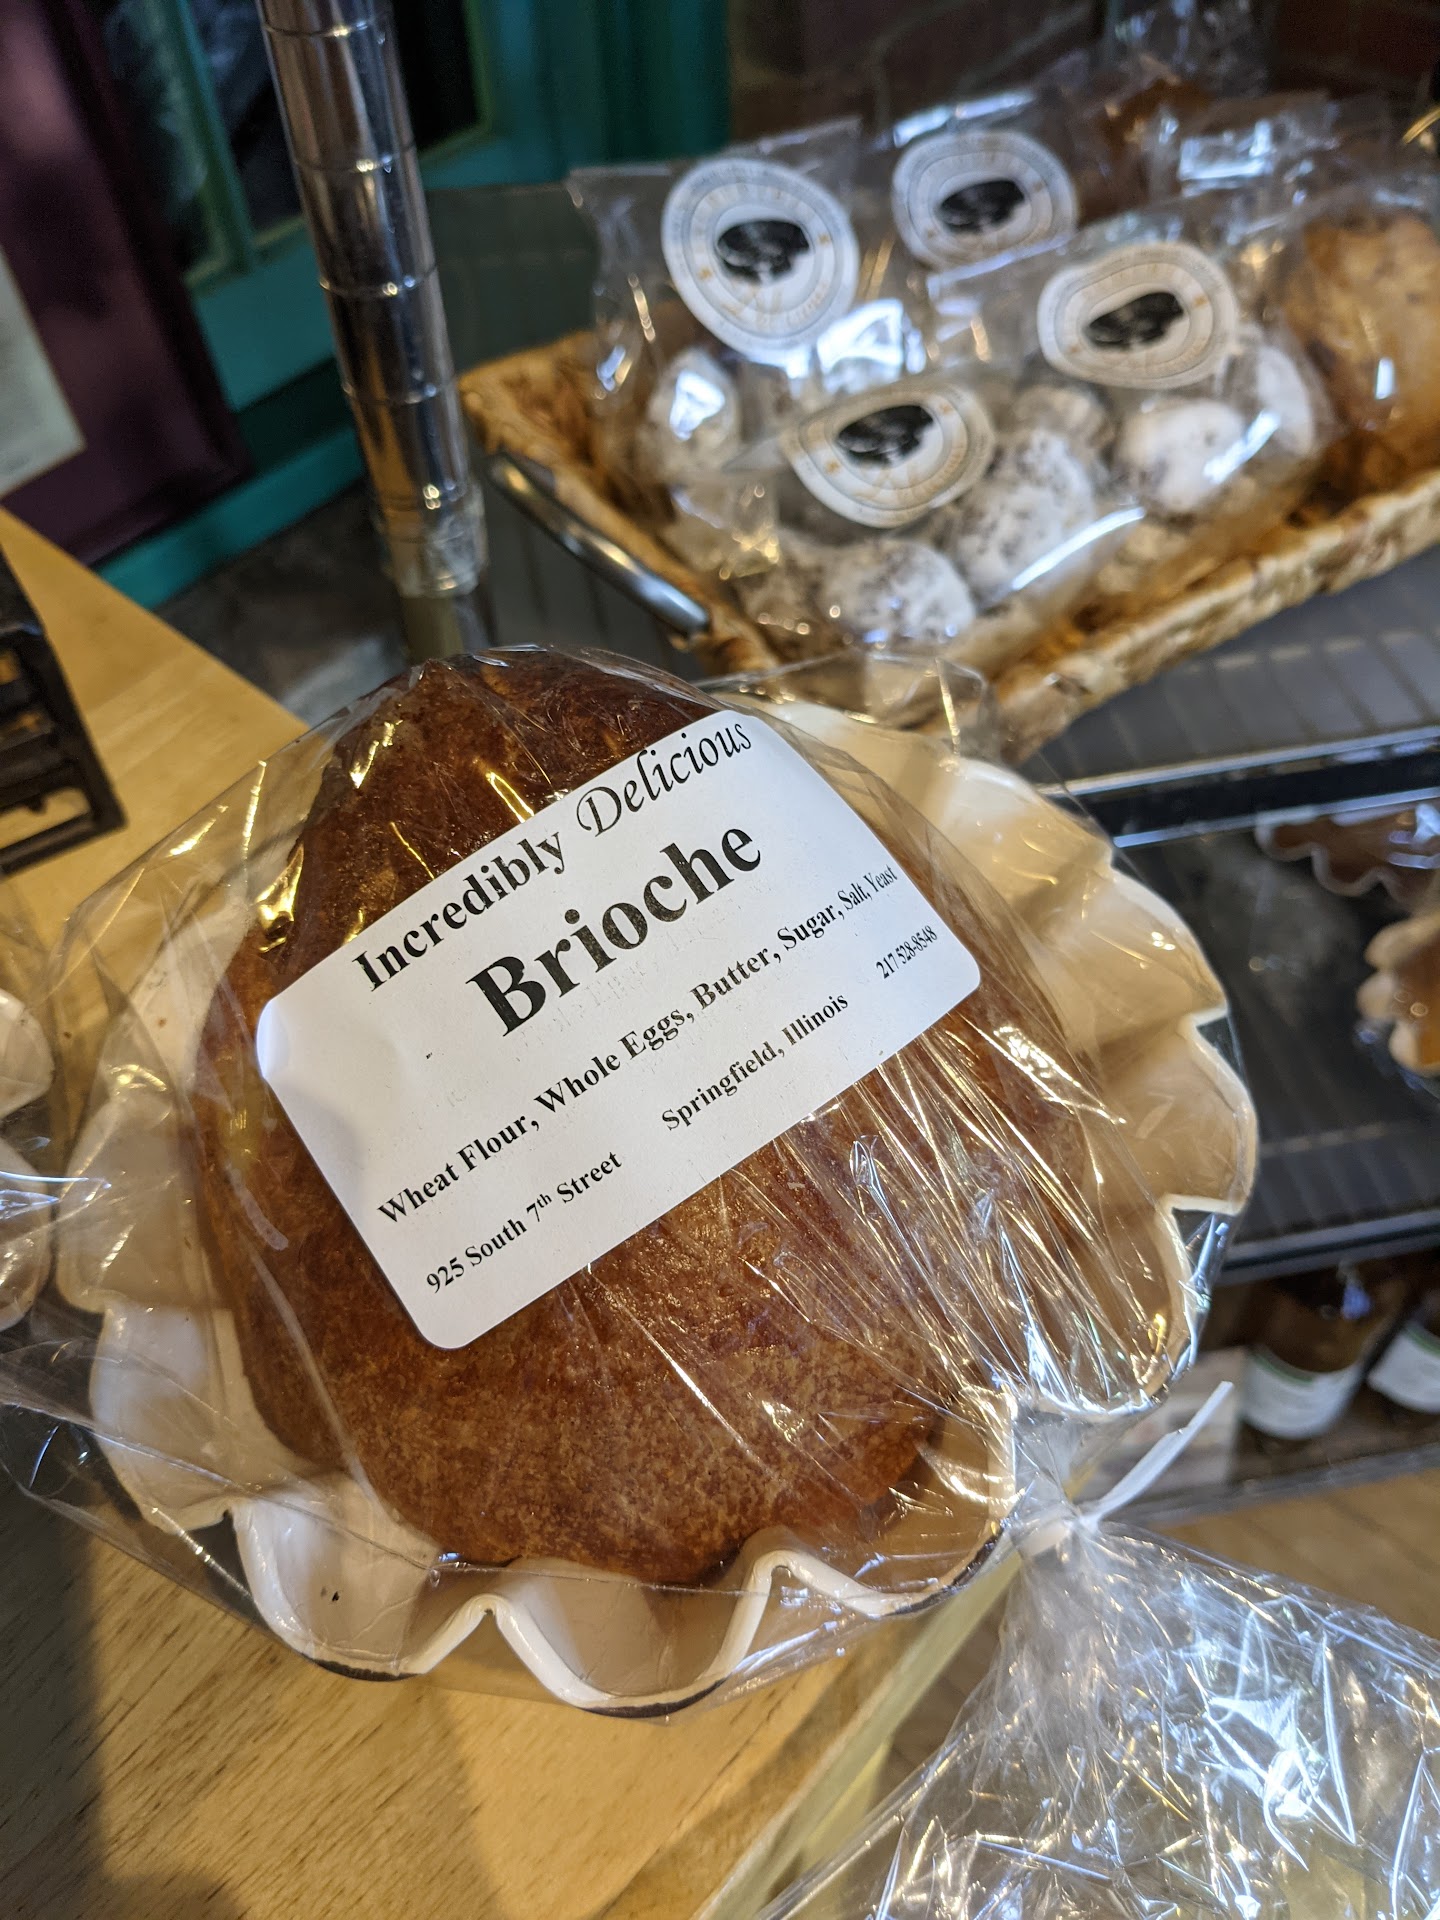 Incredibly Delicious
Brioche
Wheat Flour, Whole Eggs, Butter, Sugar, Salt, Yeast
925 South 7th Street Springfield, Illinois 217 528-8548